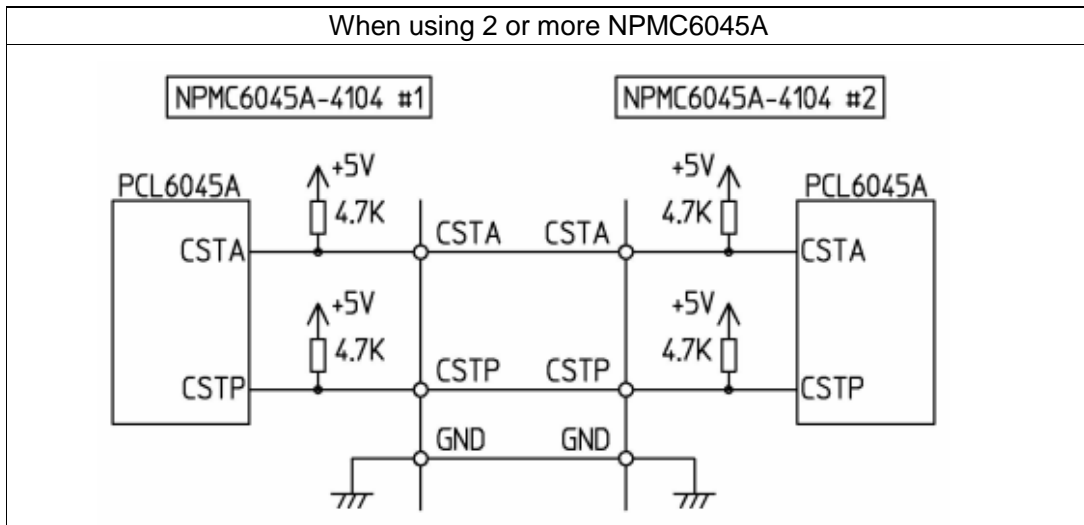 When using 2 or more NPMC6045A
NPMC6045A-4104 #1
NPMC6045A-4104 #2
+5V
+5V
PCL6045A
PCL6045A
4.7K
4.7K
CSTA
CSTA
CSTA
CSTA
+5V
+5V
4.7K
4.7K
CSTP
CSTP
CSTP
CSTP
GND
GND